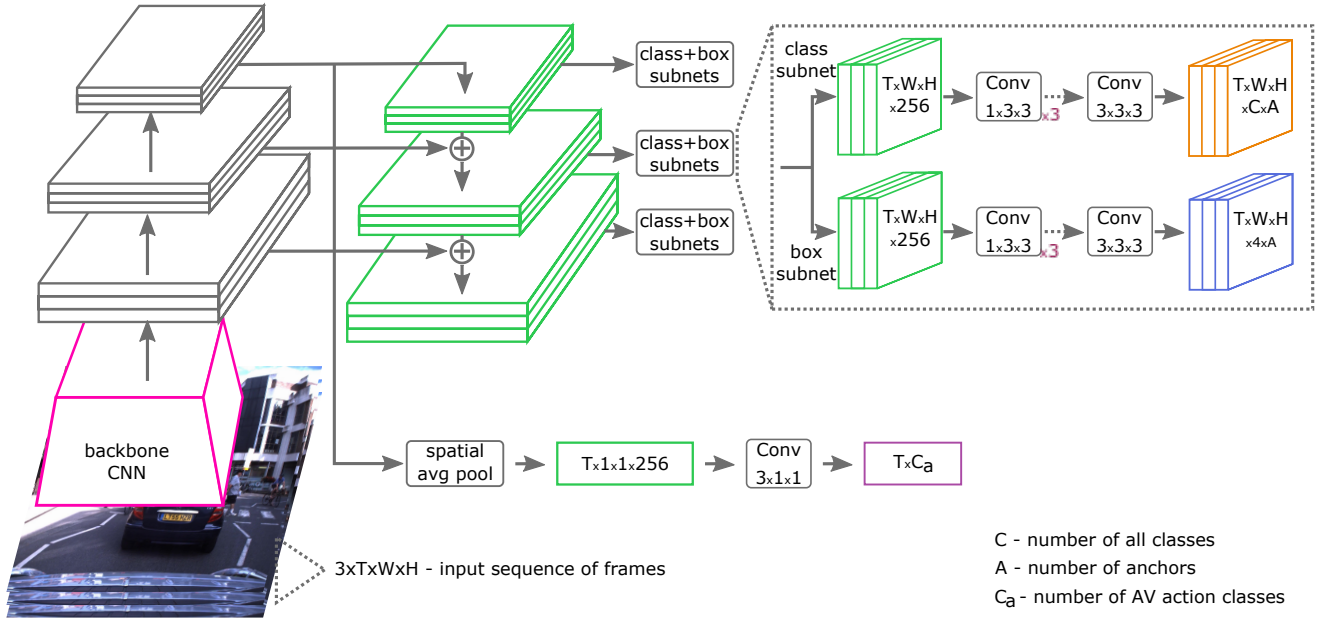 class+box
subnets
class+box
subnets
class+box
subnets
class
subnet
TxWxH
x256
Conv
1x3x3
x3
Conv
3x3x3
TxWxH
xCxA
box
subnet
TxWxH
x256
Conv
1x3x3
x3
Conv
3x3x3
TxWxH
x4xA
backbone
CNN
spatial
avg pool
Tx1x1x256
Conv
3x1x1
TxCa
3xTxWxH - input sequence of frames
C - number of all classes
A - number of anchors
Ca - number of AV action classes